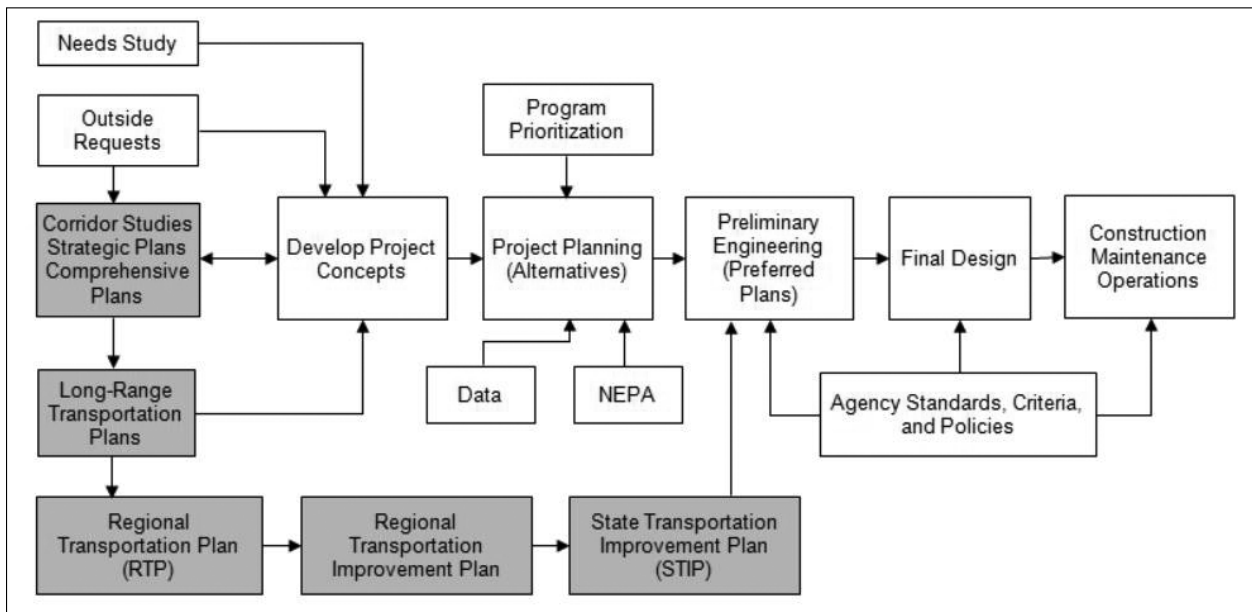 Needs Study
Outside
Requests
Program
Prioritization
Corridor Studies
Strategic Plans
Comprehensive
Plans
Develop Project
Concepts
Project Planning
(Alternatives)
Preliminary
Engineering
(Preferred
Plans)
Final Design
Construction
Maintenance
Operations
Long-Range
Transportation
Plans
Data
NEPA
Agency Standards, Criteria,
and Policies
Regional
Transportation Plan
(RTP)
Regional
Transportation
Improvement Plan
State Transportation
Improvement Plan
(STIP)